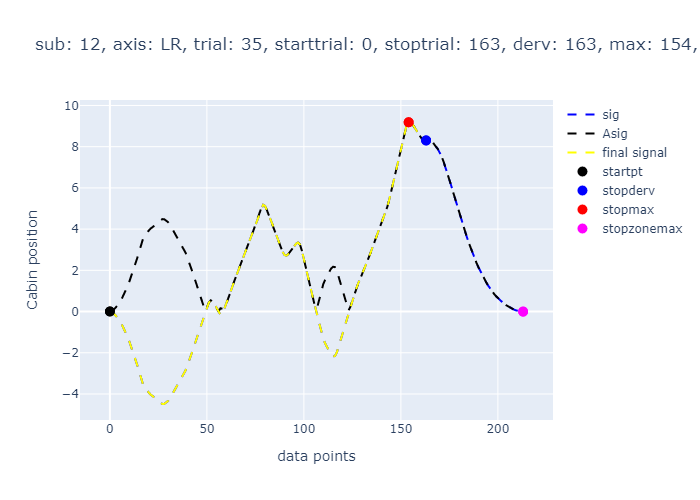 sub: 12, axis: LR, trial: 35, starttrial: 0, stoptrial: 163, derv: 163, max: 154,
10
8
6
4
2
0
−2
−4
Cabin position
0
50
100
150
200
data points
sig
Asig
final signal
startpt
stopderv
stopmax
stopzonemax